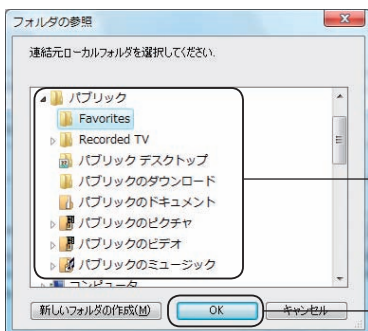 フォルダの参照
連結元ローカルフォルダを選択してください.
パブリック
Favorites
Recorded TV
パブリック デスクトップ
パブリックのダウンロード
パブリックのドキュメント
パブリックのピクチャ
パブリックのビデオ
パブリックのミュージック
コンピュータ
新しいフォルダの作成(M)
OK
キャンセル